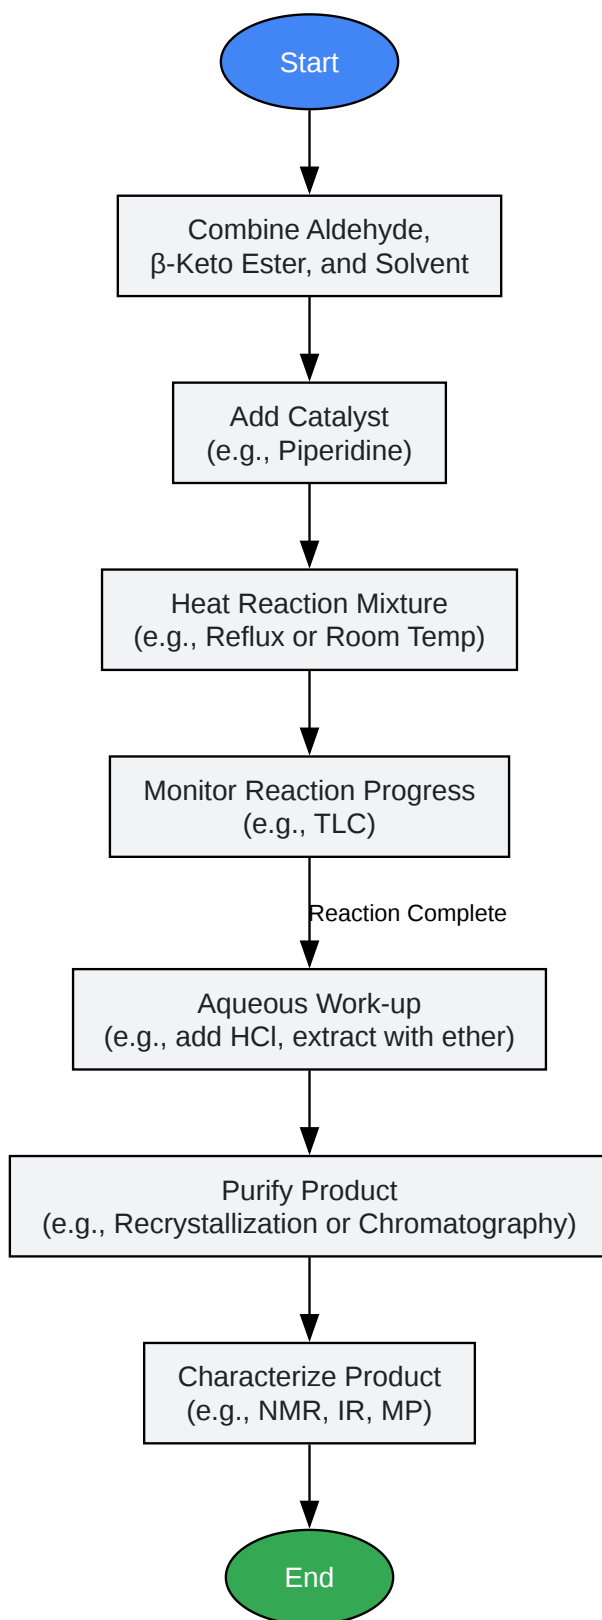 Start
Combine Aldehyde,
β-Keto Ester, and Solvent
Add Catalyst
(e.g., Piperidine)
Heat Reaction Mixture
(e.g., Reflux or Room Temp)
Monitor Reaction Progress
(e.g., TLC)
Reaction Complete
Aqueous Work-up
(e.g., add HCl, extract with ether)
Purify Product
(e.g., Recrystallization or Chromatography)
Characterize Product
(e.g., NMR, IR, MP)
End